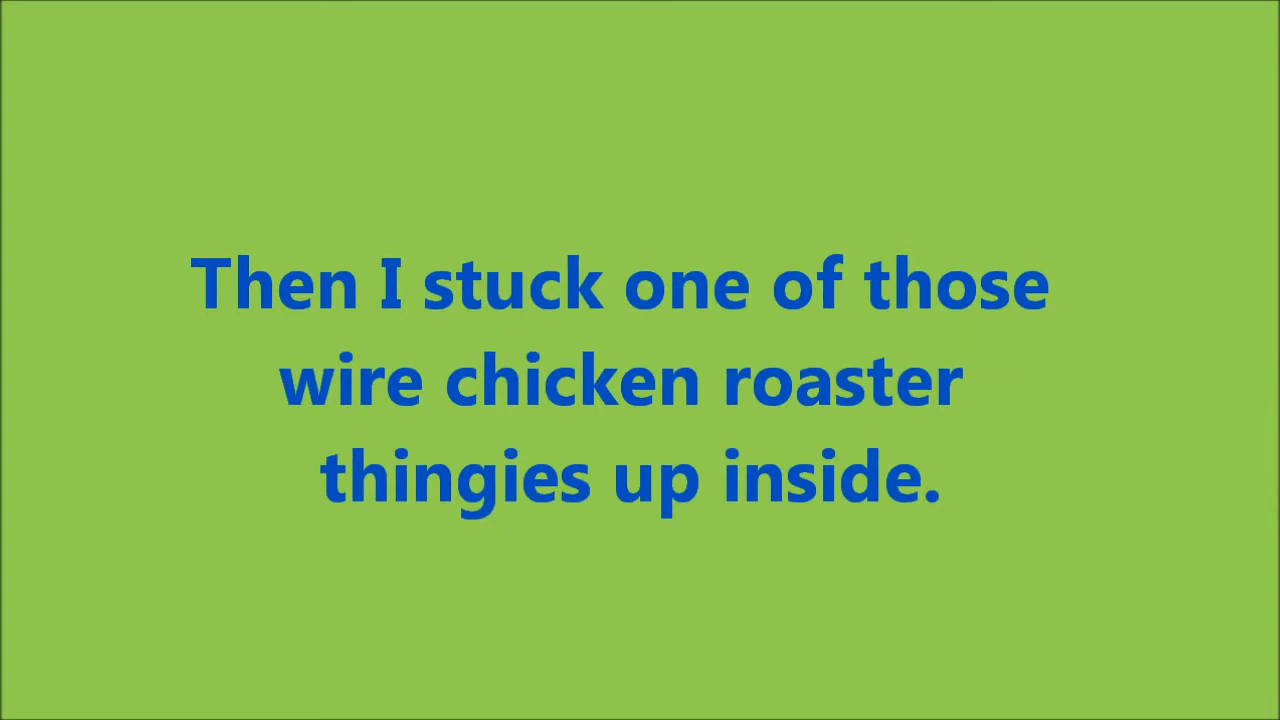 Then I stuck one of those
wire chicken roaster
thingies up inside.